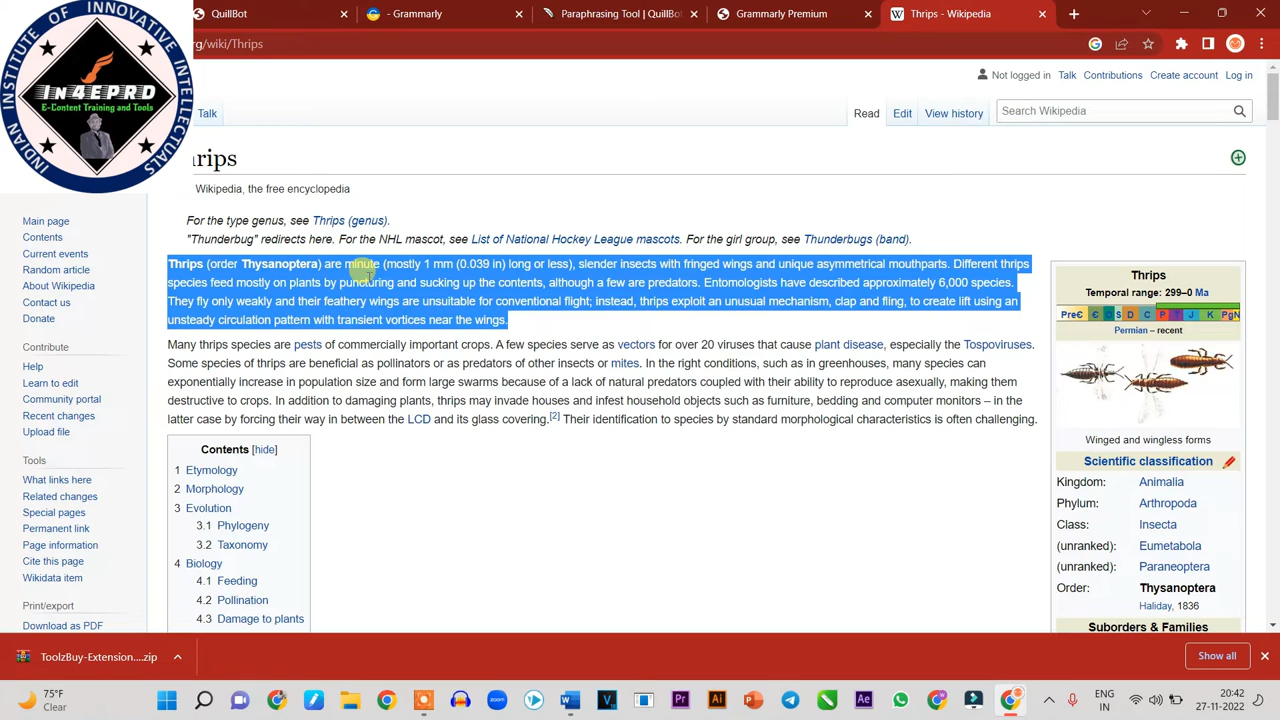 QuillBot
- Grammarly
Paraphrasing Tool | QuillBot
Grammarly Premium
Thrips - Wikipedia
rg/wiki/Thrips
INDIAN INSTITUTE OF INNOVATIVE INTELLECTUALS
IN4EPRD
E-Content Training and Tools
Not logged in Talk Contributions Create account Log in
Talk
Read Edit View history
Search Wikipedia
rips
Wikipedia, the free encyclopedia
For the type genus, see Thrips (genus).
"Thunderbug" redirects here. For the NHL mascot, see List of National Hockey League mascots. For the girl group, see Thunderbugs (band).
Thrips (order Thysanoptera) are minute (mostly 1 mm (0.039 in) long or less), slender insects with fringed wings and unique asymmetrical mouthparts. Different thrips
species feed mostly on plants by puncturing and sucking up the contents, although a few are predators. Entomologists have described approximately 6,000 species.
They fly only weakly and their feathery wings are unsuitable for conventional flight; instead, thrips exploit an unusual mechanism, clap and fling, to create lift using an
unsteady circulation pattern with transient vortices near the wings.
Many thrips species are pests of commercially important crops. A few species serve as vectors for over 20 viruses that cause plant disease, especially the Tospoviruses.
Some species of thrips are beneficial as pollinators or as predators of other insects or mites. In the right conditions, such as in greenhouses, many species can
exponentially increase in population size and form large swarms because of a lack of natural predators coupled with their ability to reproduce asexually, making them
destructive to crops. In addition to damaging plants, thrips may invade houses and infest household objects such as furniture, bedding and computer monitors – in the
latter case by forcing their way in between the LCD and its glass covering.[2] Their identification to species by standard morphological characteristics is often challenging.
Main page
Contents
Current events
Random article
About Wikipedia
Contact us
Donate
Contribute
Help
Learn to edit
Community portal
Recent changes
Upload file
Tools
What links here
Related changes
Special pages
Permanent link
Page information
Cite this page
Wikidata item
Print/export
Download as PDF
Contents [hide]
1 Etymology
2 Morphology
3 Evolution
3.1 Phylogeny
3.2 Taxonomy
4 Biology
4.1 Feeding
4.2 Pollination
4.3 Damage to plants
Thrips
Temporal range: 299–0 Ma
PreЄ Є O S D C P T J K PgN
Permian – recent
Winged and wingless forms
Scientific classification
Kingdom: Animalia
Phylum: Arthropoda
Class: Insecta
(unranked): Eumetabola
(unranked): Paraneoptera
Order: Thysanoptera
Haliday, 1836
Suborders & Families
ToolzBuy-Extension....zip
Show all
75°F
Clear
ENG
IN
20:42
27-11-2022